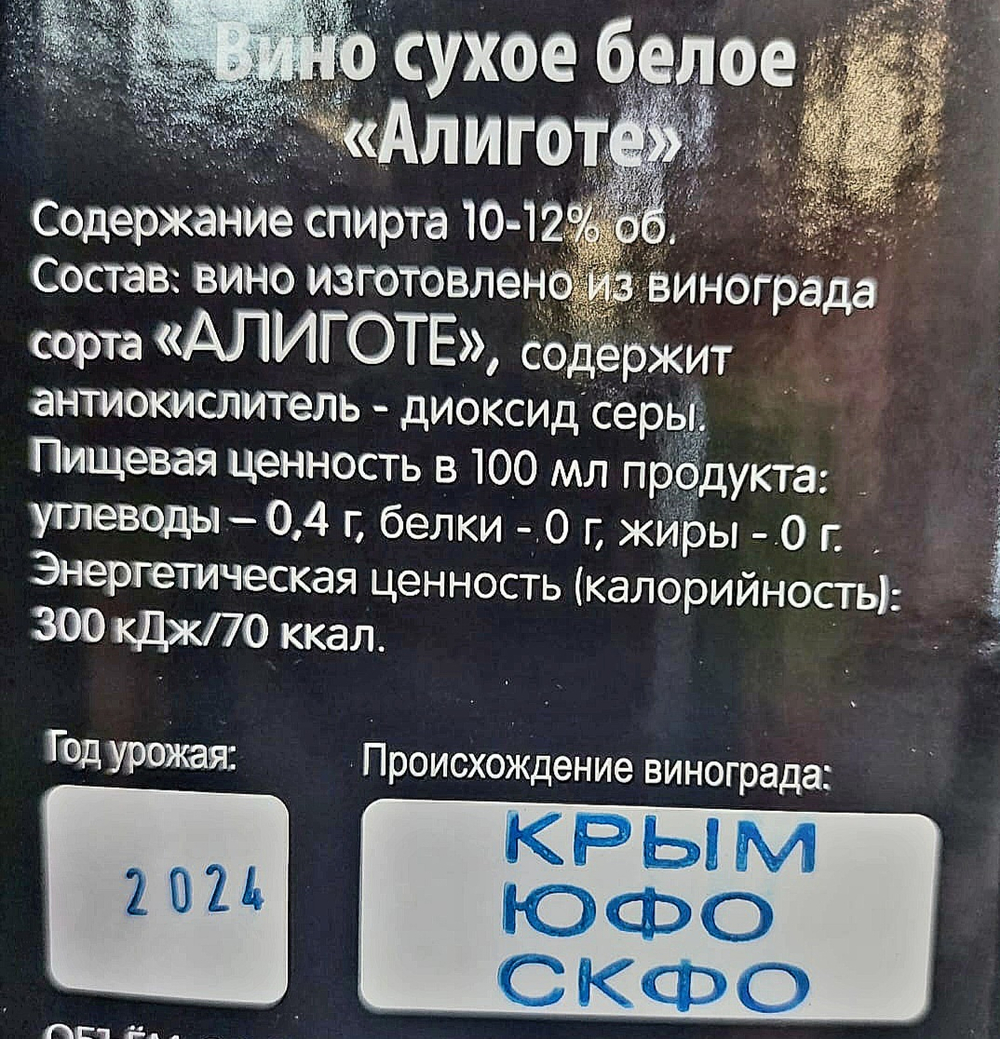 Вино сухое белое
«Алиготе»
Содержание спирта 10-12% об.
Состав: вино изготовлено из винограда
сорта «АЛИГОТЕ», содержит
антиокислитель - диоксид серы.
Пищевая ценность в 100 мл продукта:
углеводы – 0,4 г, белки - 0 г, жиры - 0 г.
Энергетическая ценность (калорийность):
300 кДж/70 ккал.
Год урожая:
2024
Происхождение винограда:
КРЫМ
ЮФО
СКФО